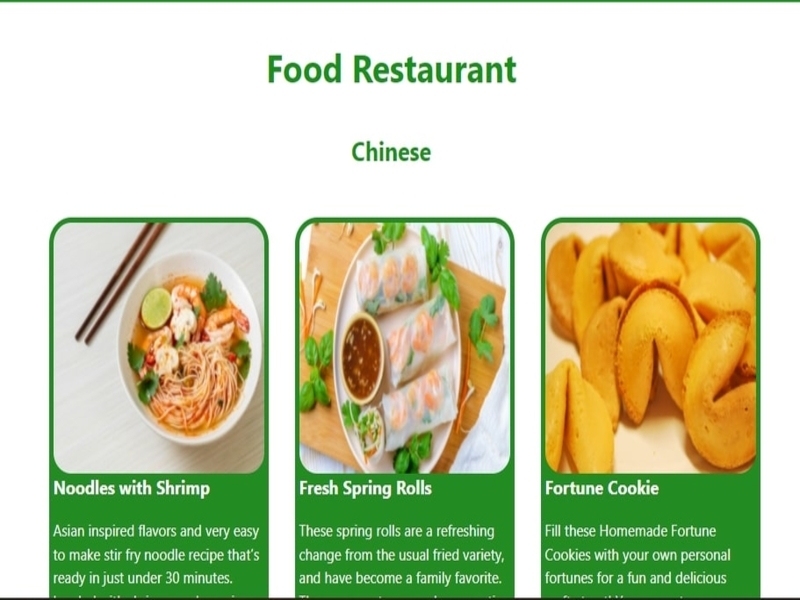 Food Restaurant
Chinese
Noodles with Shrimp
Asian inspired flavors and very easy
to make stir fry noodle recipe that's
ready in just under 30 minutes.
Fresh Spring Rolls
These spring rolls are a refreshing
change from the usual fried variety,
and have become a family favorite.
Fortune Cookie
Fill these Homemade Fortune
Cookies with your own personal
fortunes for a fun and delicious